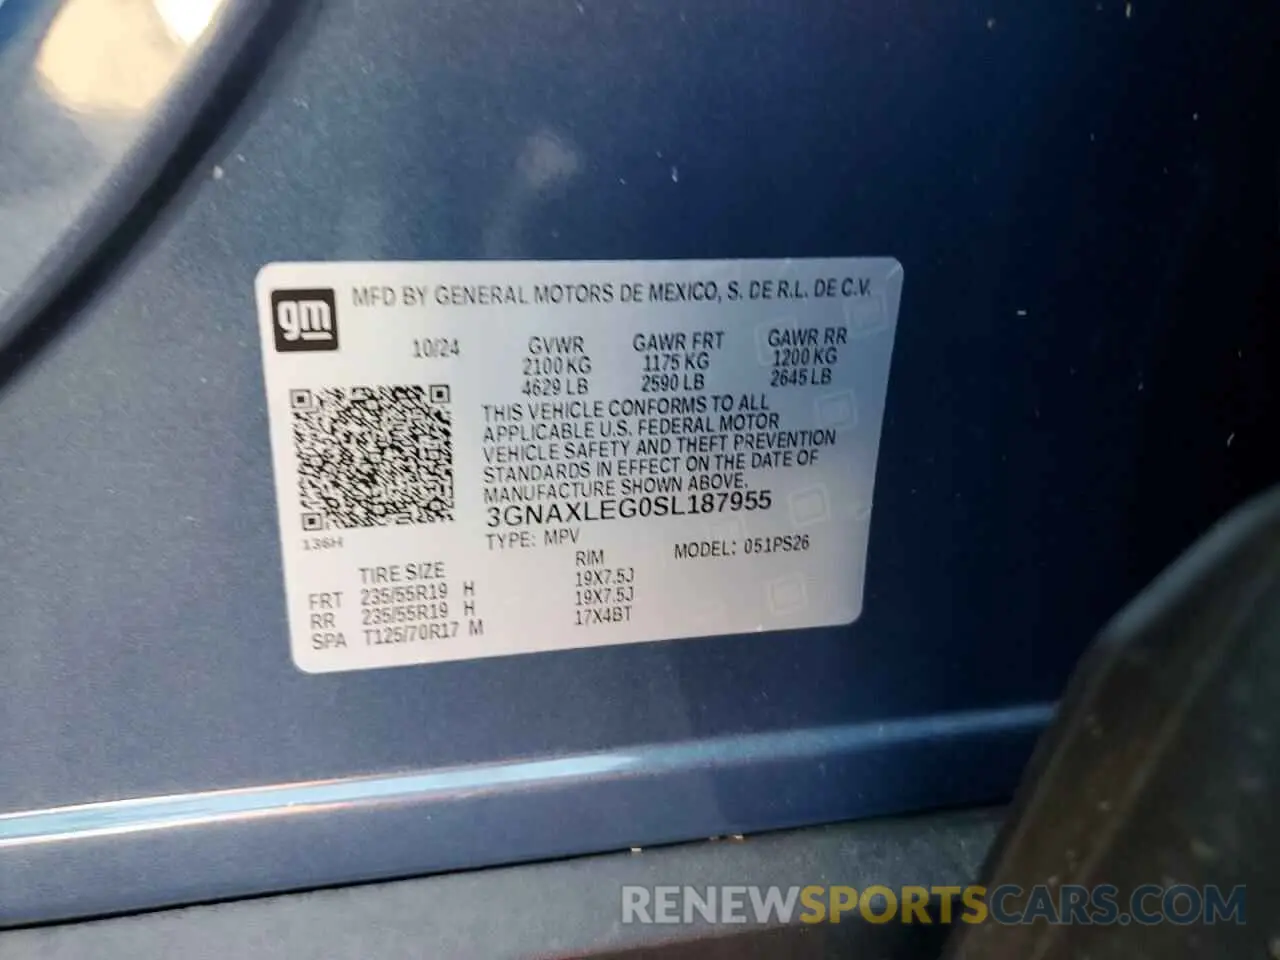 gm
MFD BY GENERAL MOTORS DE MEXICO, S. DE R.L. DE C.V.
10/24
GVWR GAWR FRT GAWR RR
2100 KG 1175 KG 1200 KG
4629 LB 2590 LB 2645 LB
THIS VEHICLE CONFORMS TO ALL
APPLICABLE U.S. FEDERAL MOTOR
VEHICLE SAFETY AND THEFT PREVENTION
STANDARDS IN EFFECT ON THE DATE OF
MANUFACTURE SHOWN ABOVE.
3GNAXLEG0SL187955
136H
TYPE: MPV
MODEL: 051PS26
TIRE SIZE RIM
FRT 235/55R19 H 19X7.5J
RR 235/55R19 H 19X7.5J
SPA T125/70R17 M 17X4BT
RENEWSPORTSCARS.COM